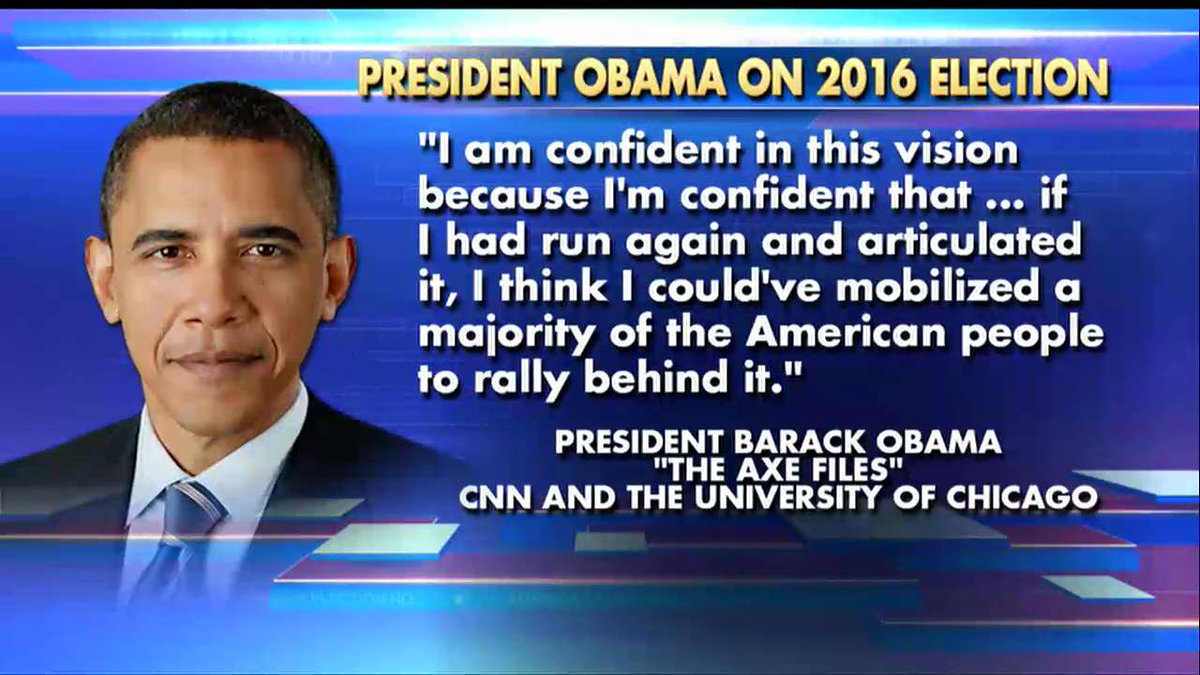 PRESIDENT OBAMA ON 2016 ELECTION
"I am confident in this vision
because I'm confident that ... if
I had run again and articulated
it, I think I could've mobilized a
majority of the American people
to rally behind it."
PRESIDENT BARACK OBAMA
"THE AXE FILES"
CNN AND THE UNIVERSITY OF CHICAGO